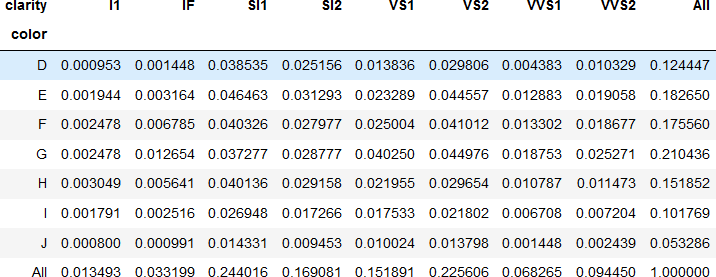 clarity I1 IF SI1 SI2 VS1 VS2 VVS1 VVS2 All
color
D 0.000953 0.001448 0.038535 0.025156 0.013836 0.029806 0.004383 0.010329 0.124447
E 0.001944 0.003164 0.046463 0.031293 0.023289 0.044557 0.012883 0.019058 0.182650
F 0.002478 0.006785 0.040326 0.027977 0.025004 0.041012 0.013302 0.018677 0.175560
G 0.002478 0.012654 0.037277 0.028777 0.040250 0.044976 0.018753 0.025271 0.210436
H 0.003049 0.005641 0.040136 0.029158 0.021955 0.029654 0.010787 0.011473 0.151852
I 0.001791 0.002516 0.026948 0.017266 0.017533 0.021802 0.006708 0.007204 0.101769
J 0.000800 0.000991 0.014331 0.009453 0.010024 0.013798 0.001448 0.002439 0.053286
All 0.013493 0.033199 0.244016 0.169081 0.151891 0.225606 0.068265 0.094450 1.000000